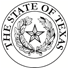 THE STATE OF TEXAS